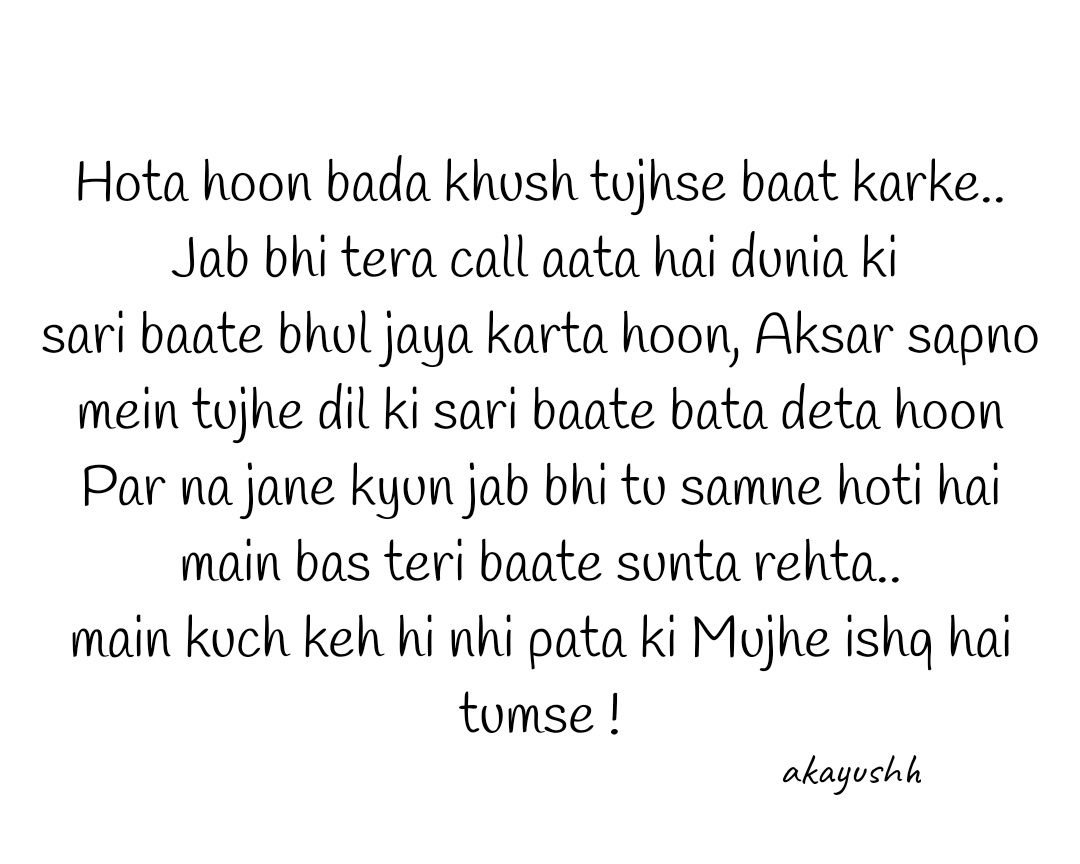 Hota hoon bada khush tujhse baat karke..
Jab bhi tera call aata hai dunia ki
sari baate bhul jaya karta hoon, Aksar sapno
mein tujhe dil ki sari baate bata deta hoon
Par na jane kyun jab bhi tu samne hoti hai
main bas teri baate sunta rehta..
main kuch keh hi nhi pata ki Mujhe ishq hai
tumse !
akayushh